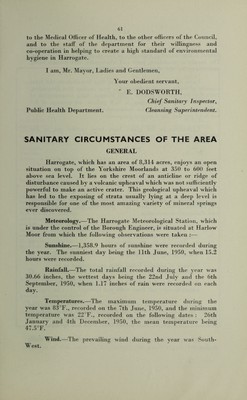 41
to the Medical Officer of Health, to the other officers of the Council,
and to the staff of the department for their willingness and
co-operation in helping to create a high standard of environmental
hygiene in Harrogate.
I am, Mr. Mayor, Ladies and Gentlemen,
Your obedient servant,
E. DODSWORTH,
Chief Sanitary Inspector,
Public Health Department. Cleansing Superintendent.
SANITARY CIRCUMSTANCES OF THE AREA
GENERAL
Harrogate, which has an area of 8,314 acres, enjoys an open
situation on top of the Yorkshire Moorlands at 350 to 600 feet
above sea level. It lies on the crest of an anticline or ridge of
disturbance caused by a volcanic upheaval which was not sufficiently
powerful to make an active crater. This geological upheaval which
has led to the exposing of strata usually lying at a deep level is
responsible for one of the most amazing variety of mineral springs
ever discovered.
Meteorology.—The Harrogate Meteorological Station, which
is under the control of the Borough Engineer, is situated at Harlow
Moor from which the following observations were taken :—
Sunshine.—1,358.9 hours of sunshine were recorded during
the year. The sunniest day being the 11th June, 1950, when 15.2
hours were recorded.
Rainfall.—The total rainfall recorded during the year was
30.66 inches, the wettest days being the 22nd July and the 6th
September, 1950, when 1.17 inches of rain were recorded on each
day.
Temperatures.—The maximum temperature during the
year was 83°F., recorded on the 7th June, 1950, and the minimum
temperature was 22°F., recorded on the following dates : 26th
January and 4th December, 1950, the mean temperature being
47.5°F.
Wind.—The prevailing wind during the year was South-
West.